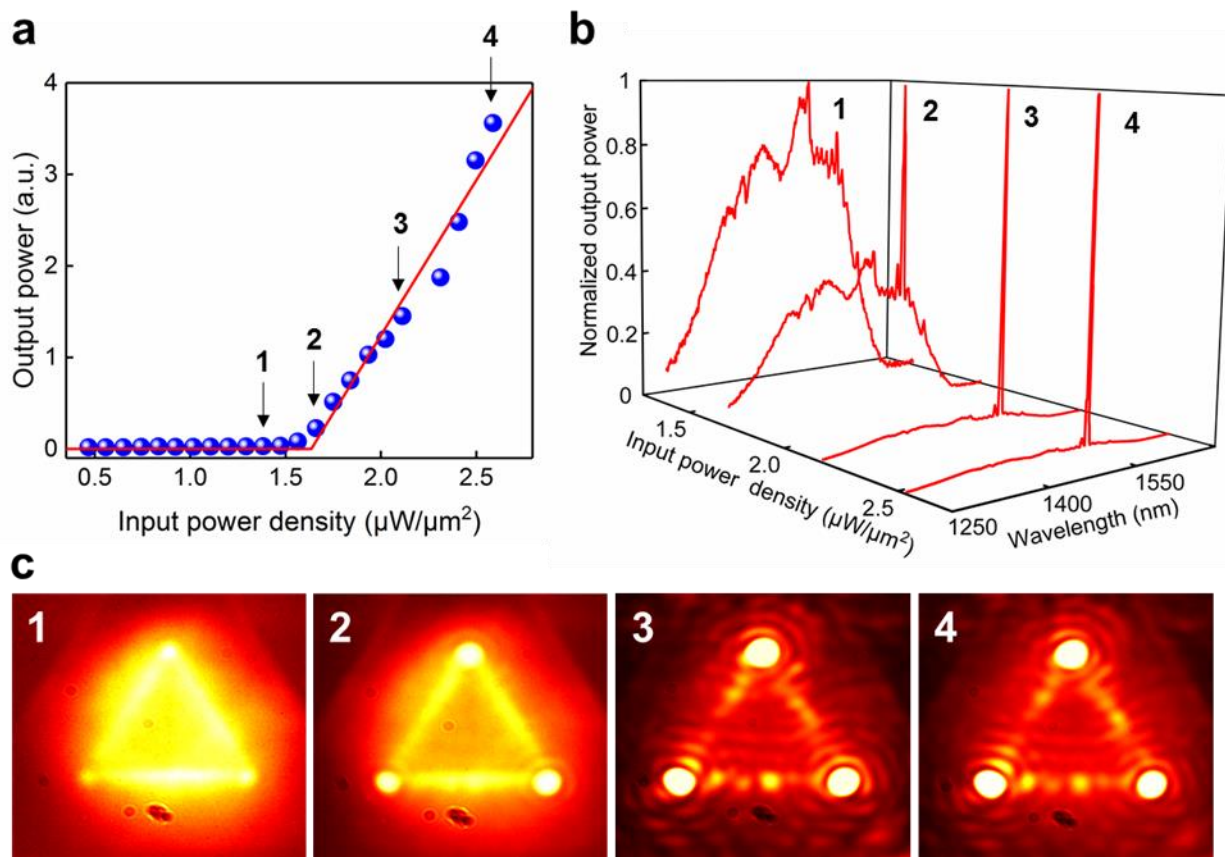 a
4
3
2
1
0
Output power (a.u.)
1
2
3
4
0.5 1.0 1.5 2.0 2.5
Input power density (μW/μm²)
b
1
0.8
0.6
0.4
0.2
0
Normalized output power
1 2 3 4
1.5
2.0
2.5
Input power density (μW/μm²)
1250
1400
1550
Wavelength (nm)
c
1 2 3 4